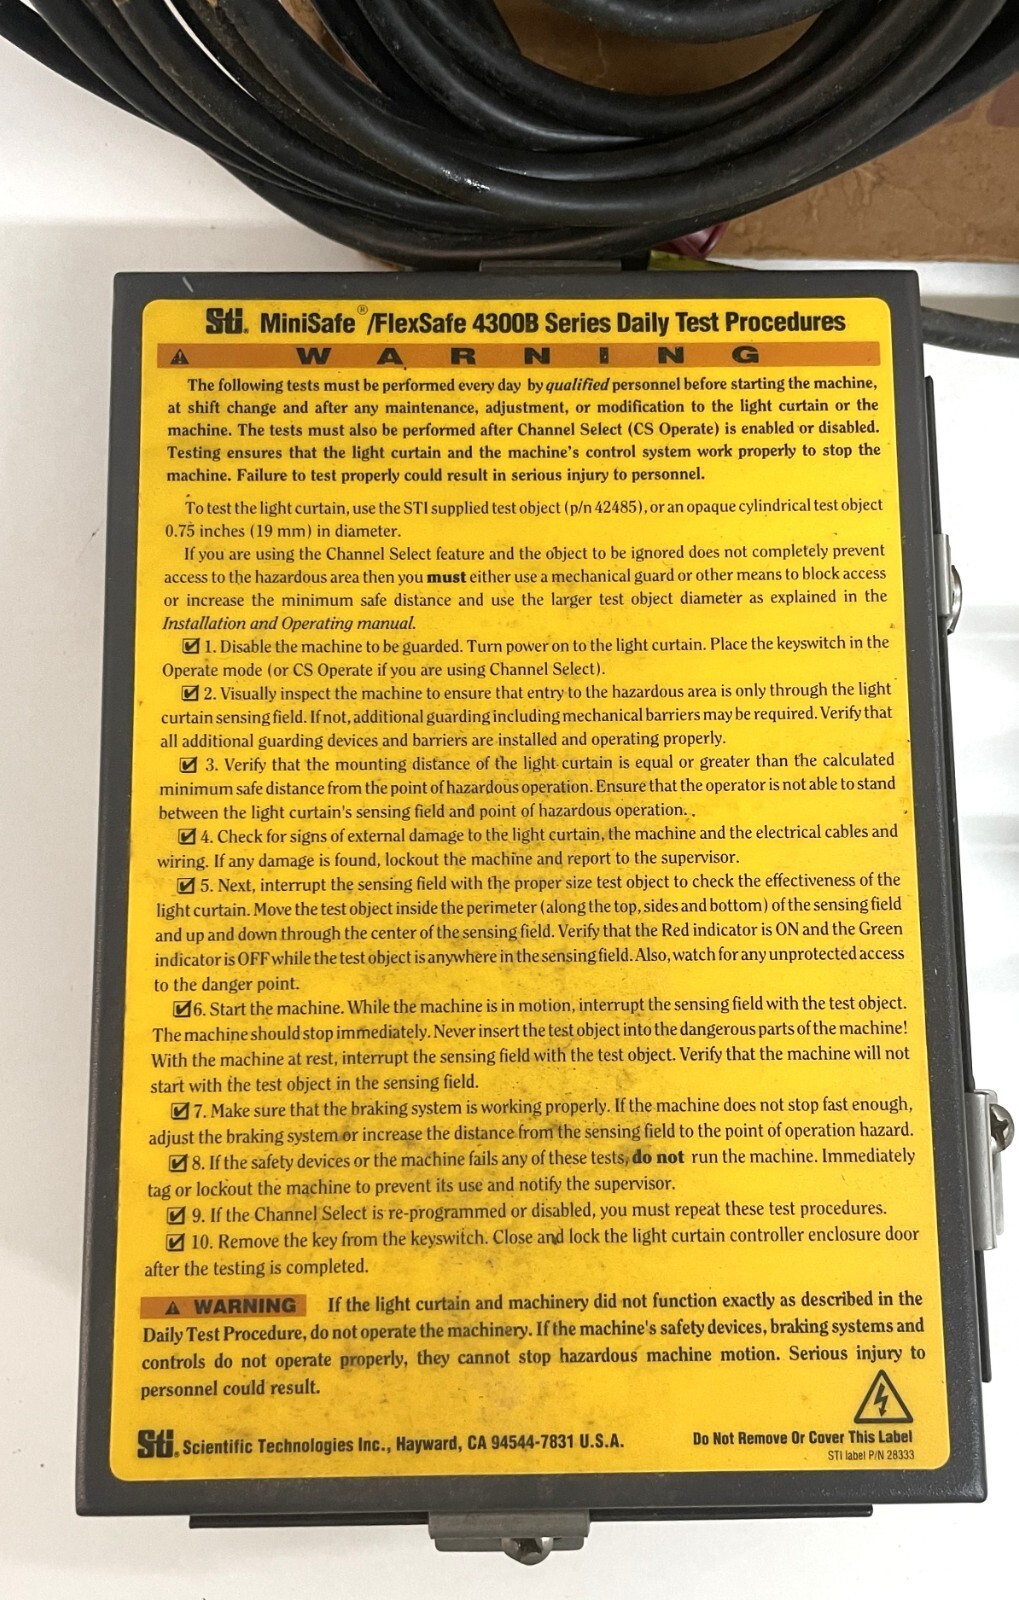 Sti. MiniSafe®/FlexSafe 4300B Series Daily Test Procedures
WARNING
The following tests must be performed every day by qualified personnel before starting the machine,
at shift change and after any maintenance, adjustment, or modification to the light curtain or the
machine. The tests must also be performed after Channel Select (CS Operate) is enabled or disabled.
Testing ensures that the light curtain and the machine's control system work properly to stop the
machine. Failure to test properly could result in serious injury to personnel.
To test the light curtain, use the STI supplied test object (p/n 42485), or an opaque cylindrical test object
0.75 inches (19 mm) in diameter.
If you are using the Channel Select feature and the object to be ignored does not completely prevent
access to the hazardous area then you must either use a mechanical guard or other means to block access
or increase the minimum safe distance and use the larger test object diameter as explained in the
Installation and Operating manual.
☑ 1. Disable the machine to be guarded. Turn power on to the light curtain. Place the keyswitch in the
Operate mode (or CS Operate if you are using Channel Select).
☑ 2. Visually inspect the machine to ensure that entry to the hazardous area is only through the light
curtain sensing field. If not, additional guarding including mechanical barriers may be required. Verify that
all additional guarding devices and barriers are installed and operating properly.
☑ 3. Verify that the mounting distance of the light curtain is equal or greater than the calculated
minimum safe distance from the point of hazardous operation. Ensure that the operator is not able to stand
between the light curtain's sensing field and point of hazardous operation.
☑ 4. Check for signs of external damage to the light curtain, the machine and the electrical cables and
wiring. If any damage is found, lockout the machine and report to the supervisor.
☑ 5. Next, interrupt the sensing field with the proper size test object to check the effectiveness of the
light curtain. Move the test object inside the perimeter (along the top, sides and bottom) of the sensing field
and up and down through the center of the sensing field. Verify that the Red indicator is ON and the Green
indicator is OFF while the test object is anywhere in the sensing field. Also, watch for any unprotected access
to the danger point.
☑ 6. Start the machine. While the machine is in motion, interrupt the sensing field with the test object.
The machine should stop immediately. Never insert the test object into the dangerous parts of the machine!
With the machine at rest, interrupt the sensing field with the test object. Verify that the machine will not
start with the test object in the sensing field.
☑ 7. Make sure that the braking system is working properly. If the machine does not stop fast enough,
adjust the braking system or increase the distance from the sensing field to the point of operation hazard.
☑ 8. If the safety devices or the machine fails any of these tests, do not run the machine. Immediately
tag or lockout the machine to prevent its use and notify the supervisor.
☑ 9. If the Channel Select is re-programmed or disabled, you must repeat these test procedures.
☑ 10. Remove the key from the keyswitch. Close and lock the light curtain controller enclosure door
after the testing is completed.
WARNING If the light curtain and machinery did not function exactly as described in the
Daily Test Procedure, do not operate the machinery. If the machine's safety devices, braking systems and
controls do not operate properly, they cannot stop hazardous machine motion. Serious injury to
personnel could result.
Sti. Scientific Technologies Inc., Hayward, CA 94544-7831 U.S.A.
Do Not Remove Or Cover This Label
STI label P/N 28333